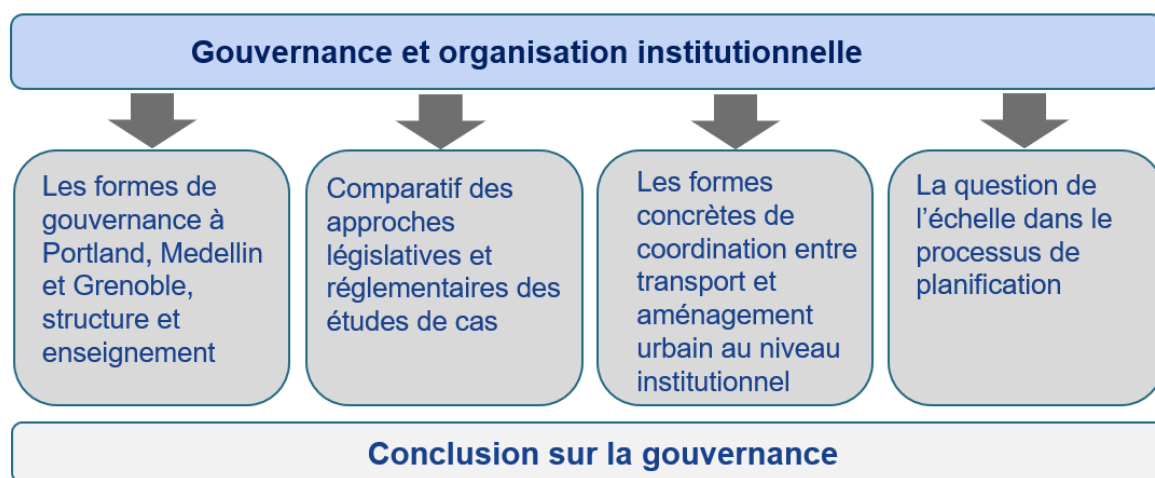 Gouvernance et organisation institutionnelle
Les formes de
gouvernance à
Portland, Medellin
et Grenoble,
structure et
enseignement
Comparatif des
approches
législatives et
réglementaires des
études de cas
Les formes
concrètes de
coordination entre
transport et
aménagement
urbain au niveau
institutionnel
La question de
l’échelle dans le
processus de
planification
Conclusion sur la gouvernance